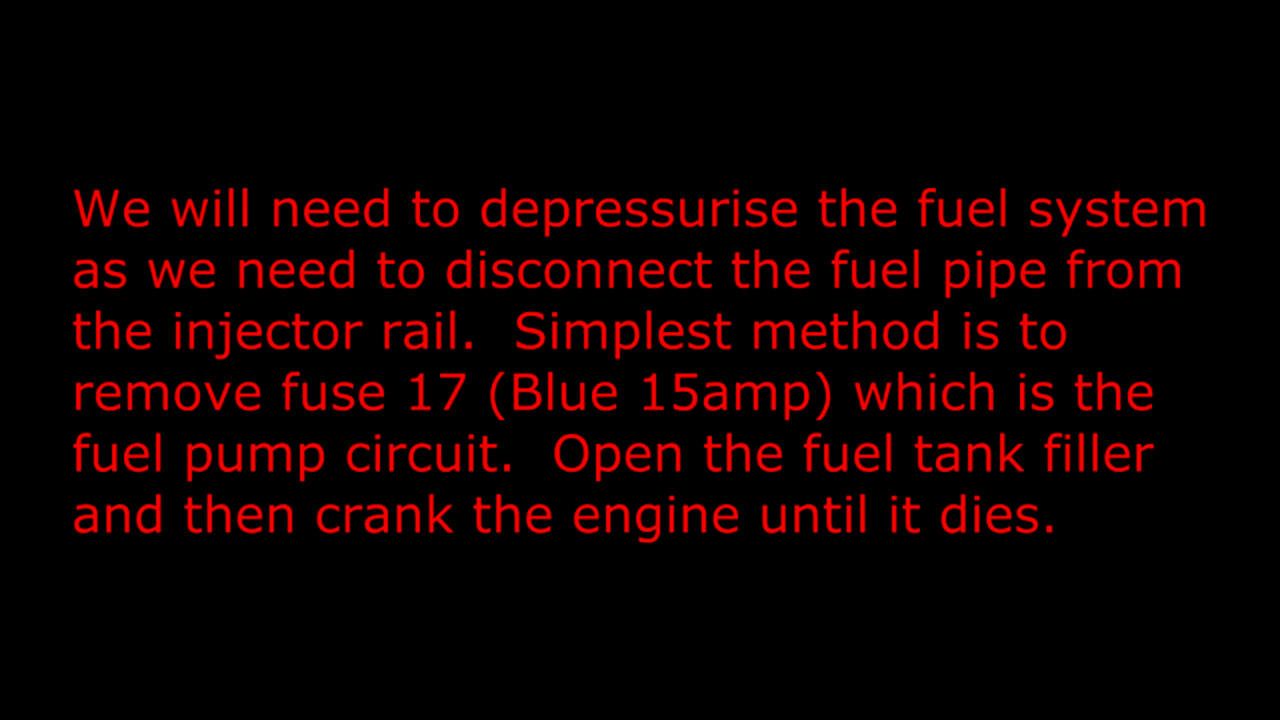 We will need to depressurise the fuel system
as we need to disconnect the fuel pipe from
the injector rail.  Simplest method is to
remove fuse 17 (Blue 15amp) which is the
fuel pump circuit.  Open the fuel tank filler
and then crank the engine until it dies.